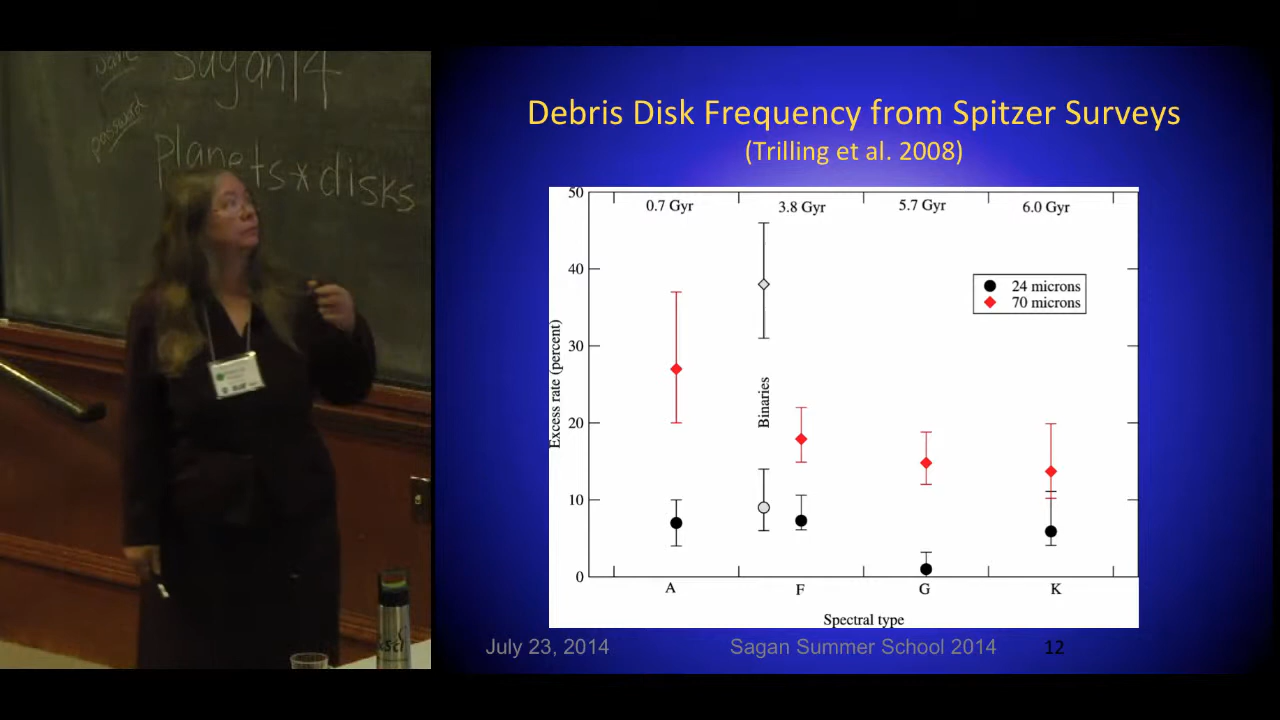 name
Sagan14
password
planets*disks
Debris Disk Frequency from Spitzer Surveys
(Trilling et al. 2008)
50
0.7 Gyr
3.8 Gyr
5.7 Gyr
6.0 Gyr
40
24 microns
70 microns
30
Excess rate (percent)
Binaries
20
10
0
A
F
G
K
Spectral type
July 23, 2014
Sagan Summer School 2014
12